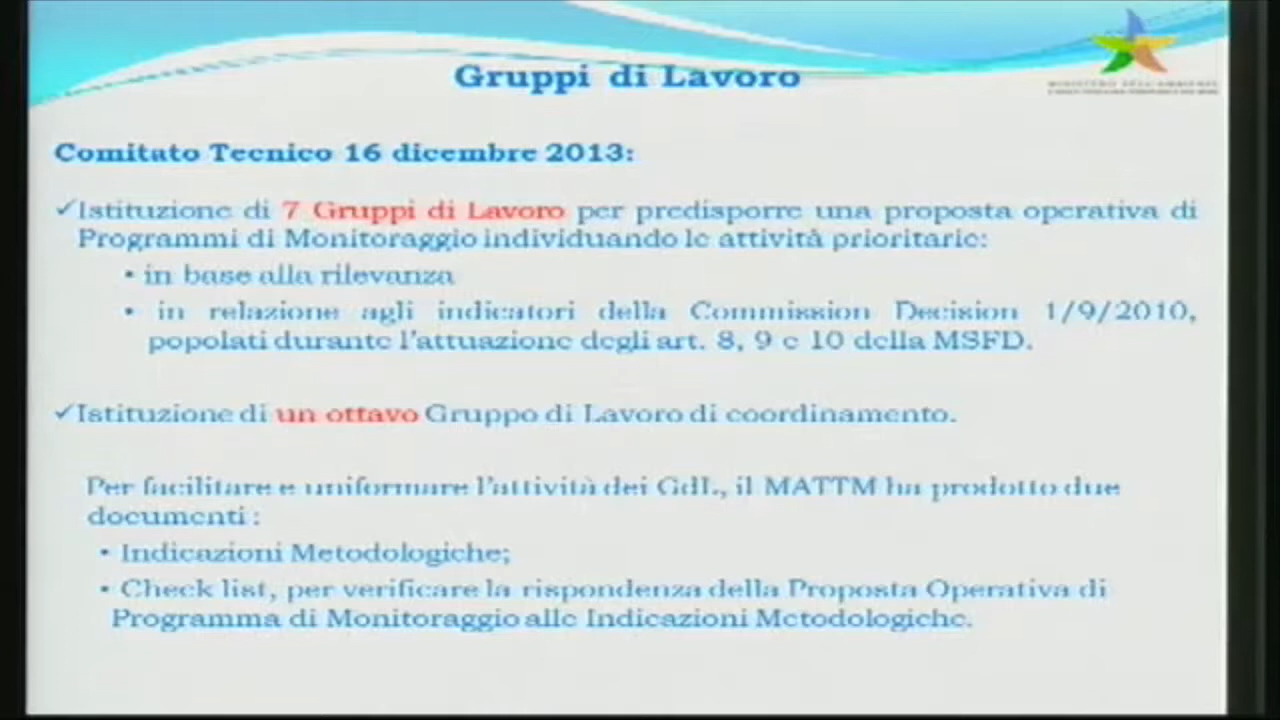 Gruppi di Lavoro
MINISTERO DELL'AMBIENTE
Comitato Tecnico 16 dicembre 2013:
✓Istituzione di 7 Gruppi di Lavoro per predisporre una proposta operativa di
Programmi di Monitoraggio individuando le attività prioritarie:
• in base alla rilevanza
• in relazione agli indicatori della Commission Decision 1/9/2010,
popolati durante l'attuazione degli art. 8, 9 e 10 della MSFD.
✓Istituzione di un ottavo Gruppo di Lavoro di coordinamento.
Per facilitare e uniformare l'attività dei GdL, il MATTM ha prodotto due
documenti :
• Indicazioni Metodologiche;
• Check list, per verificare la rispondenza della Proposta Operativa di
Programma di Monitoraggio alle Indicazioni Metodologiche.